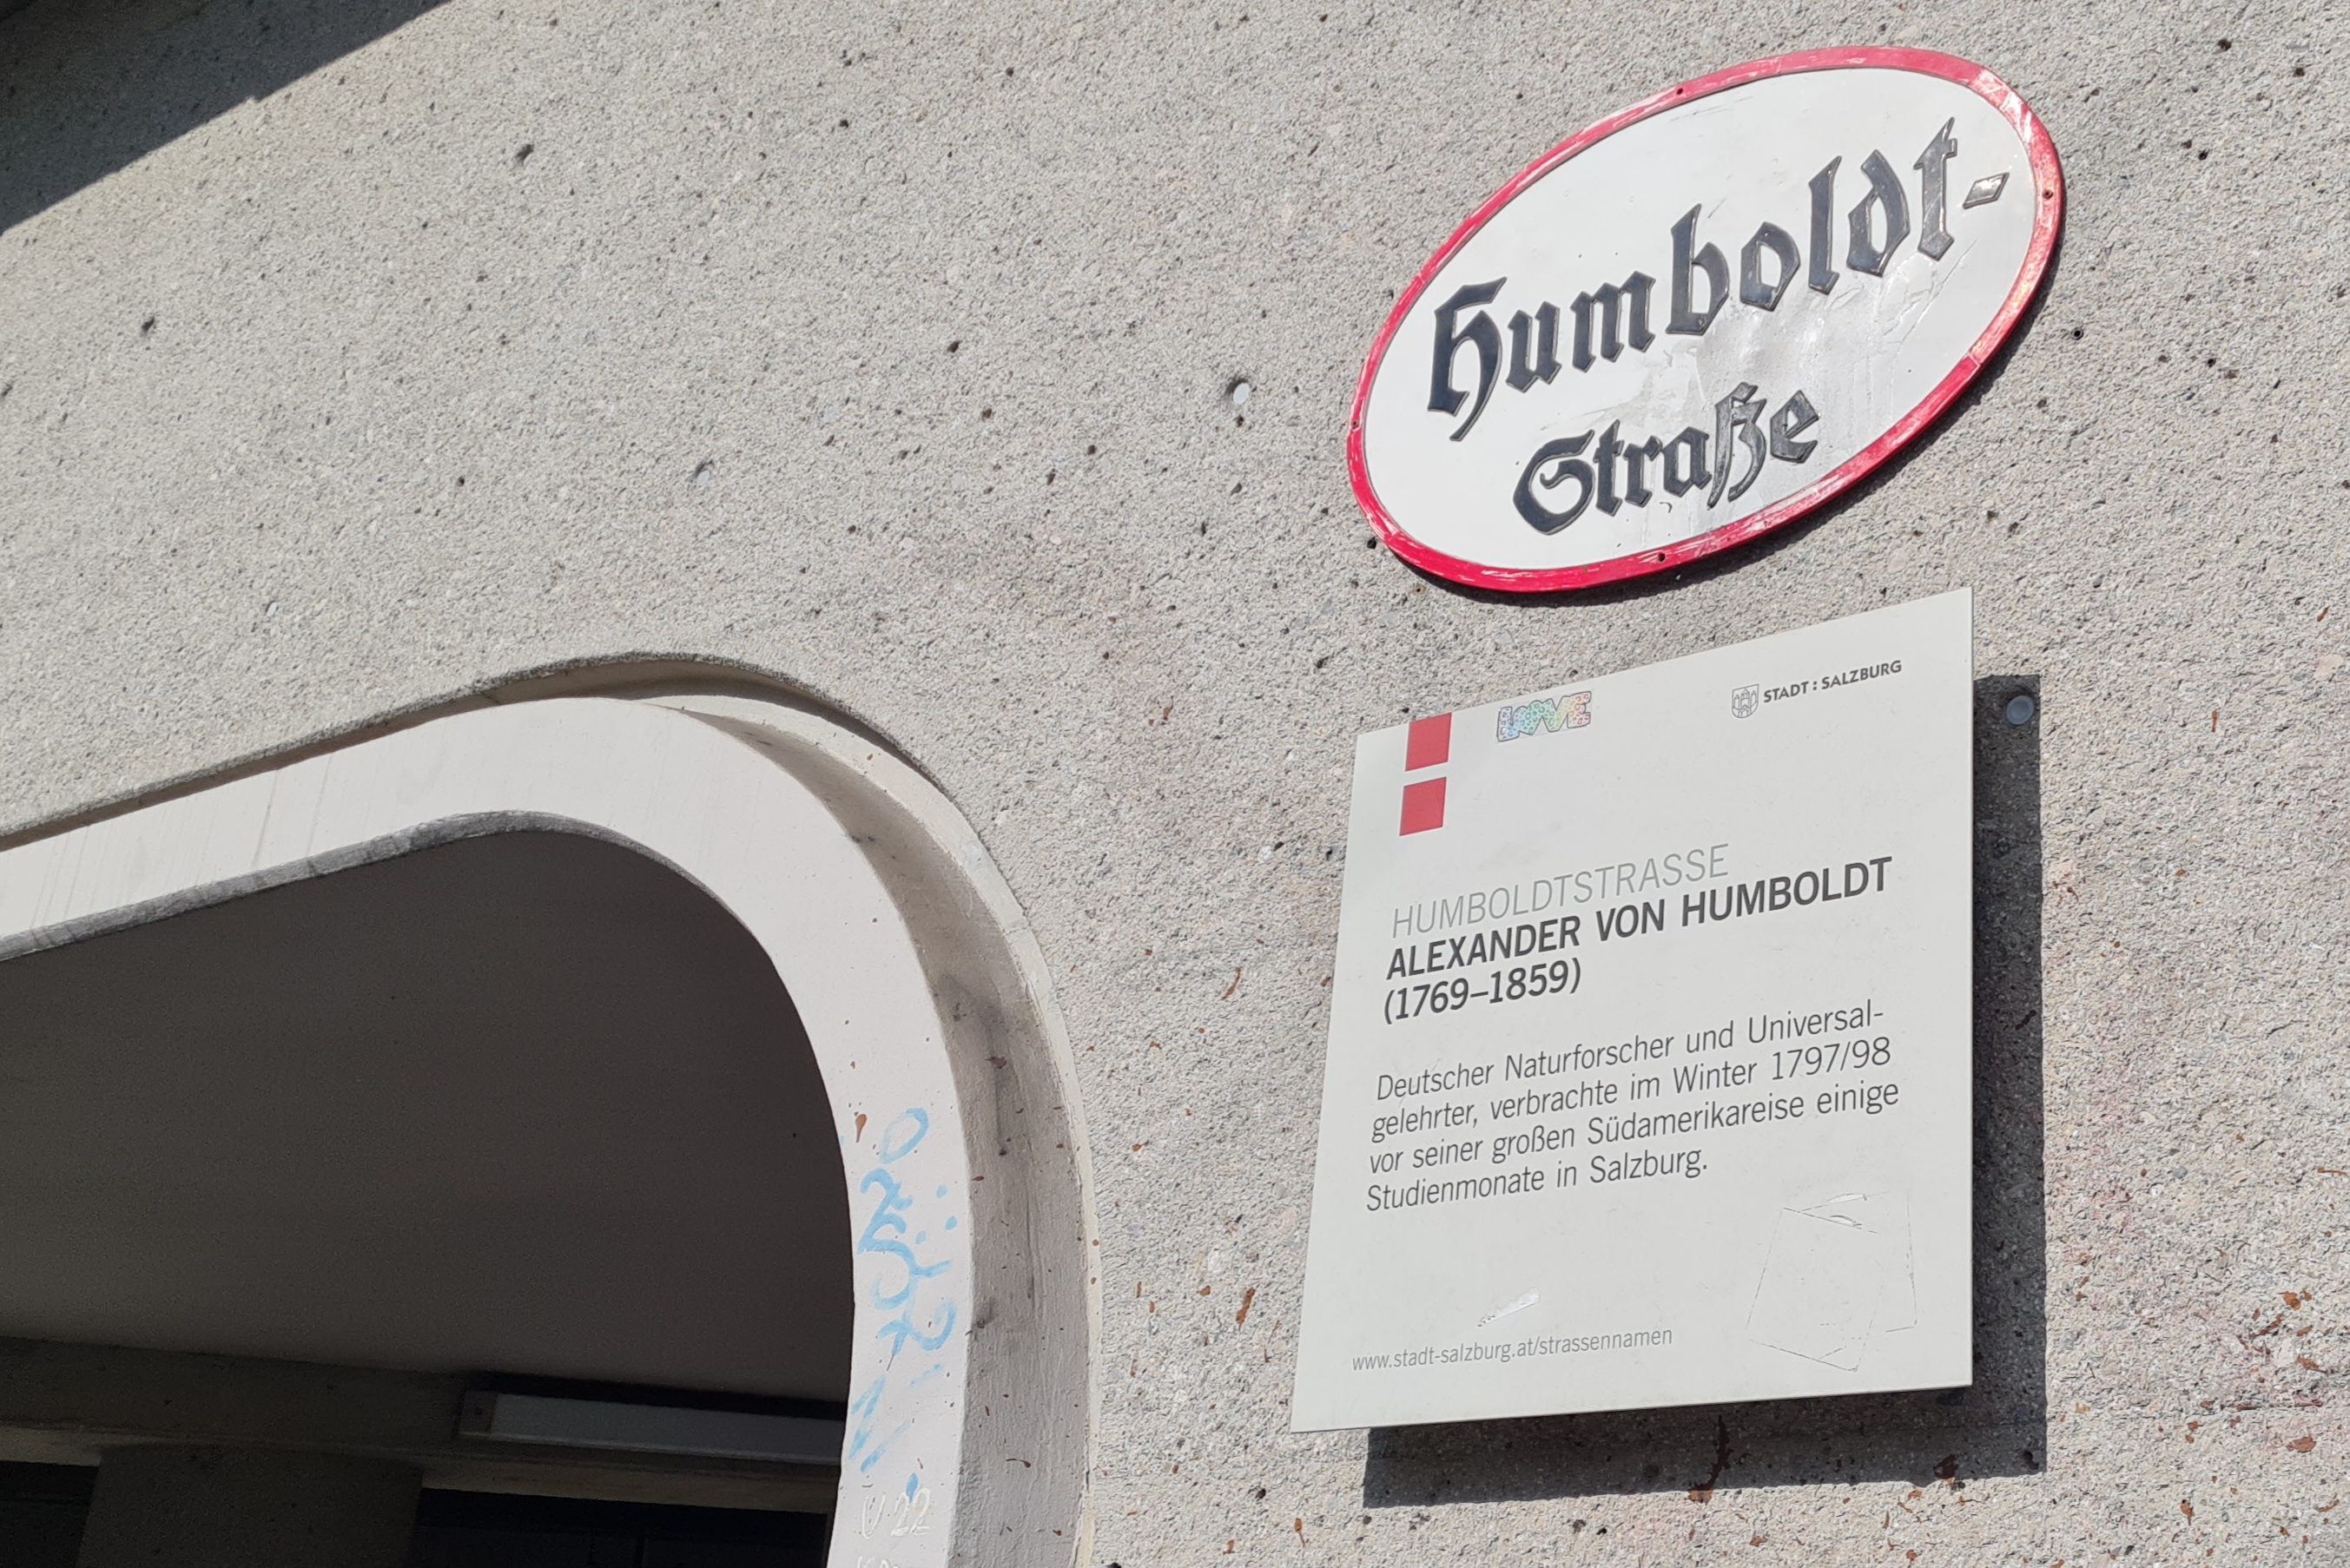 Humboldt-
Straße
LOVE
STADT : SALZBURG
HUMBOLDTSTRASSE
ALEXANDER VON HUMBOLDT
(1769–1859)
Deutscher Naturforscher und Universal-
gelehrter, verbrachte im Winter 1797/98
vor seiner großen Südamerikareise einige
Studienmonate in Salzburg.
www.stadt-salzburg.at/strassennamen